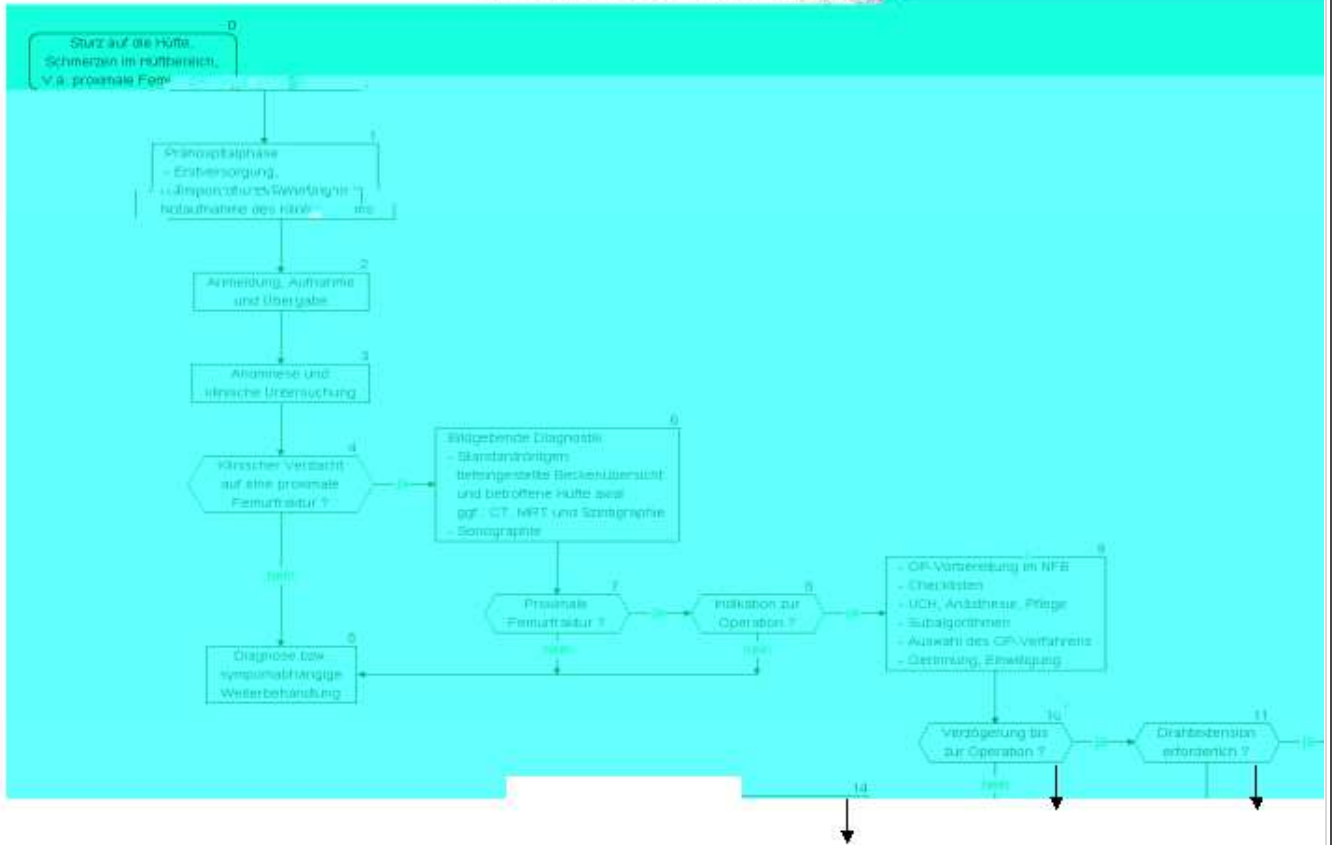 0
Sturz auf die Hüfte,
Schmerzen im Hüftbereich,
V.a. proximale
1
Prähospitalphase
- Erstversorgung,
Notaufnahme des
2
Anmeldung, Aufnahme
und Übergabe
3
Anamnese und
klinische Untersuchung
4
Klinischer Verdacht
auf eine proximale
Femurfraktur ?
ja
nein
6
Bildgebende Diagnostik
- Standardröntgen
tiefeingestellte Beckenübersicht
und betroffene Hüfte axial
ggf. CT, MRT und Szintigraphie
- Sonographie
7
Proximale
Femurfraktur ?
ja
nein
8
Indikation zur
Operation ?
ja
nein
5
Diagnose bzw.
symptomabhängige
Weiterbehandlung
9
- OP-Vorbereitung im NFB
- Checklisten
- UCH, Anästhesie, Pflege
- Subalgorithmen
- Auswahl des OP-Verfahrens
- Gerinnung, Einwilligung
10
Verzögerung bis
zur Operation ?
ja
nein
11
Drahtextension
erforderlich ?
ja
14